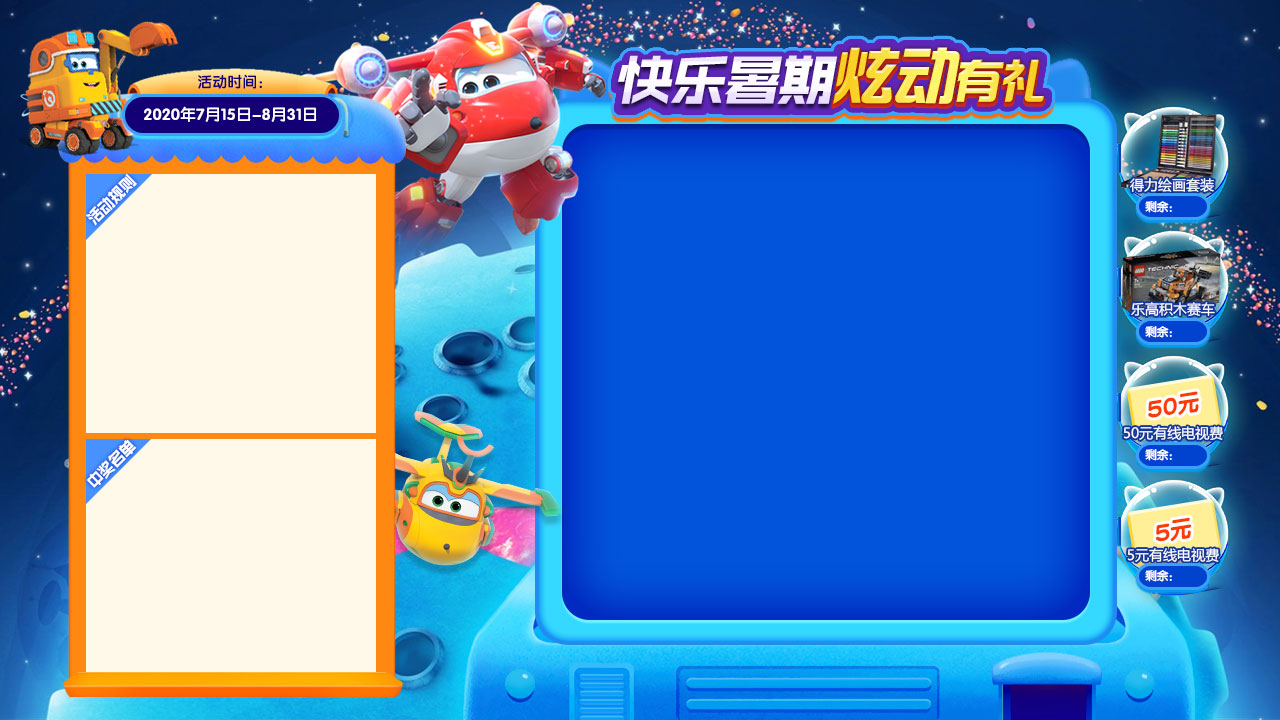 快乐暑期炫动有礼
活动时间：
2020年7月15日-8月31日
活动规则
中奖名单
得力绘画套装
剩余：
TECHNIC
乐高积木赛车
剩余：
50元
50元有线电视费
剩余：
5元
5元有线电视费
剩余：